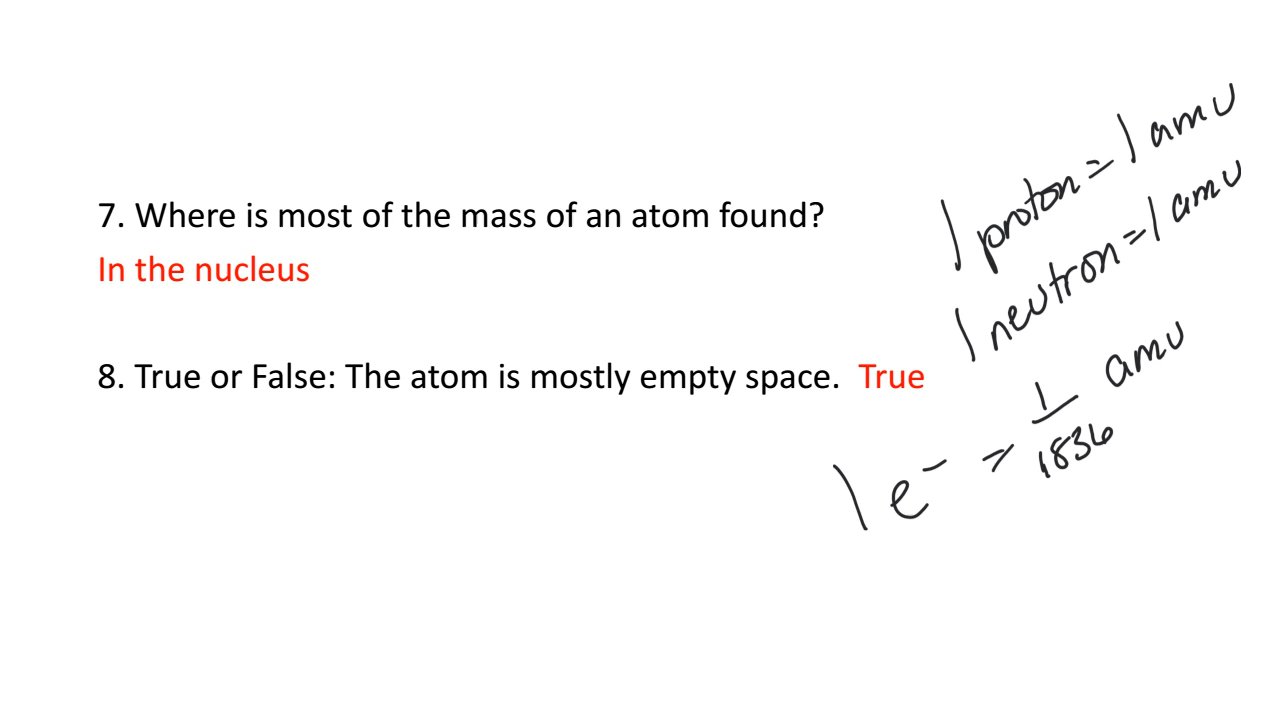 7. Where is most of the mass of an atom found?
In the nucleus
8. True or False: The atom is mostly empty space. True
1 proton = 1 amu
1 neutron = 1 amu
1 e⁻ = 1/1836 amu